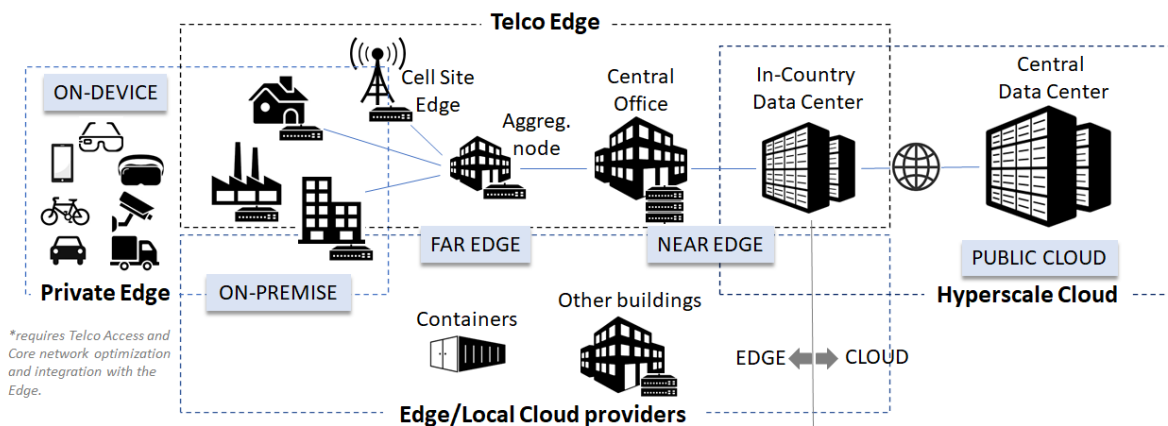 Telco Edge
ON-DEVICE
Cell Site
Edge
Aggreg.
node
Central
Office
In-Country
Data Center
Central
Data Center
FAR EDGE
NEAR EDGE
PUBLIC CLOUD
Private Edge
ON-PREMISE
Hyperscale Cloud
*requires Telco Access and
Core network optimization
and integration with the
Edge.
Containers
Other buildings
EDGE
CLOUD
Edge/Local Cloud providers